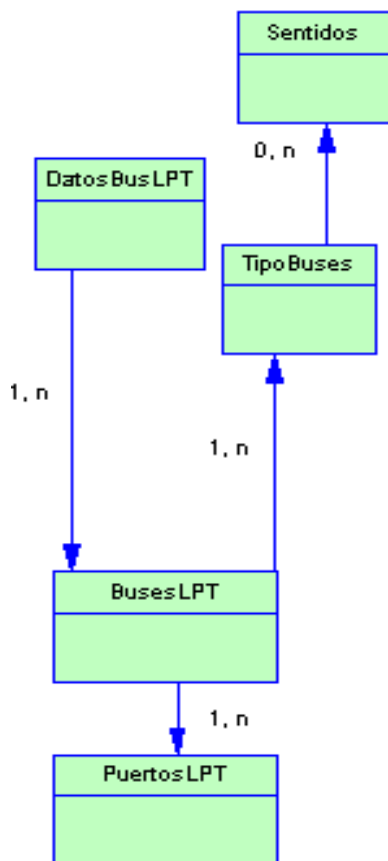 Sentidos
0, n
DatosBusLPT
TipoBuses
1, n
1, n
BusesLPT
1, n
PuertosLPT